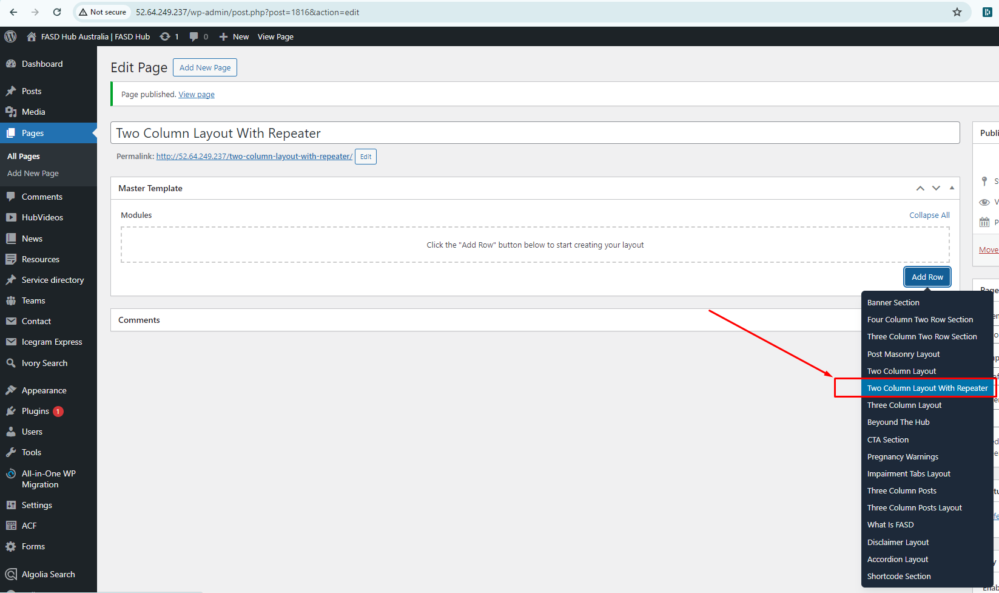 Not secure 52.64.249.237/wp-admin/post.php?post=1816&action=edit
FASD Hub Australia | FASD Hub 1 0 New View Page
Dashboard
Posts
Media
Pages
All Pages
Add New Page
Comments
HubVideos
News
Resources
Service directory
Teams
Contact
Icegram Express
Ivory Search
Appearance
Plugins 1
Users
Tools
All-in-One WP
Migration
Settings
ACF
Forms
Algolia Search
Edit Page Add New Page
Page published. View page
Two Column Layout With Repeater
Permalink: http://52.64.249.237/two-column-layout-with-repeater/ Edit
Master Template
Modules Collapse All
Click the "Add Row" button below to start creating your layout
Add Row
Comments
Banner Section
Four Column Two Row Section
Three Column Two Row Section
Post Masonry Layout
Two Column Layout
Two Column Layout With Repeater
Three Column Layout
Beyound The Hub
CTA Section
Pregnancy Warnings
Impairment Tabs Layout
Three Column Posts
Three Column Posts Layout
What Is FASD
Disclaimer Layout
Accordion Layout
Shortcode Section
Publi
Move
Page